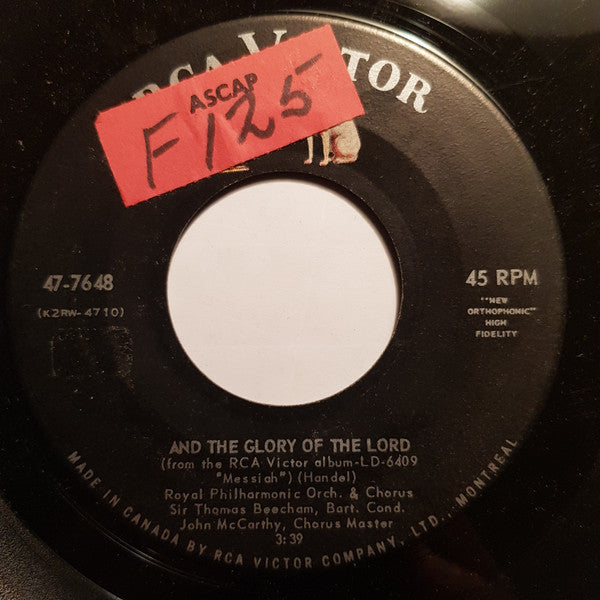 RCA VICTOR
ASCAP
F125
47-7648
(K2RW-4710)
45 RPM
"NEW
ORTHOPHONIC"
HIGH
FIDELITY
AND THE GLORY OF THE LORD
(from the RCA Victor album-LD-6409
"Messiah") (Handel)
Royal Philharmonic Orch. & Chorus
Sir Thomas Beecham, Bart. Cond.
John McCarthy, Chorus Master
3:39
MADE IN CANADA BY RCA VICTOR COMPANY, LTD., MONTREAL